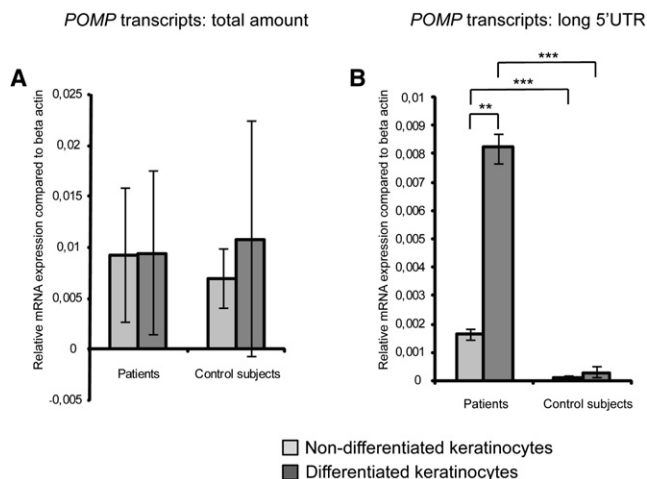 POMP transcripts: total amount
POMP transcripts: long 5'UTR
A
Relative mRNA expression compared to beta actin
0,025
0,02
0,015
0,01
0,005
0
-0,005
Patients
Control subjects
B
Relative mRNA expression compared to beta actin
0,01
0,009
0,008
0,007
0,006
0,005
0,004
0,003
0,002
0,001
0
***
***
**
Patients
Control subjects
Non-differentiated keratinocytes
Differentiated keratinocytes